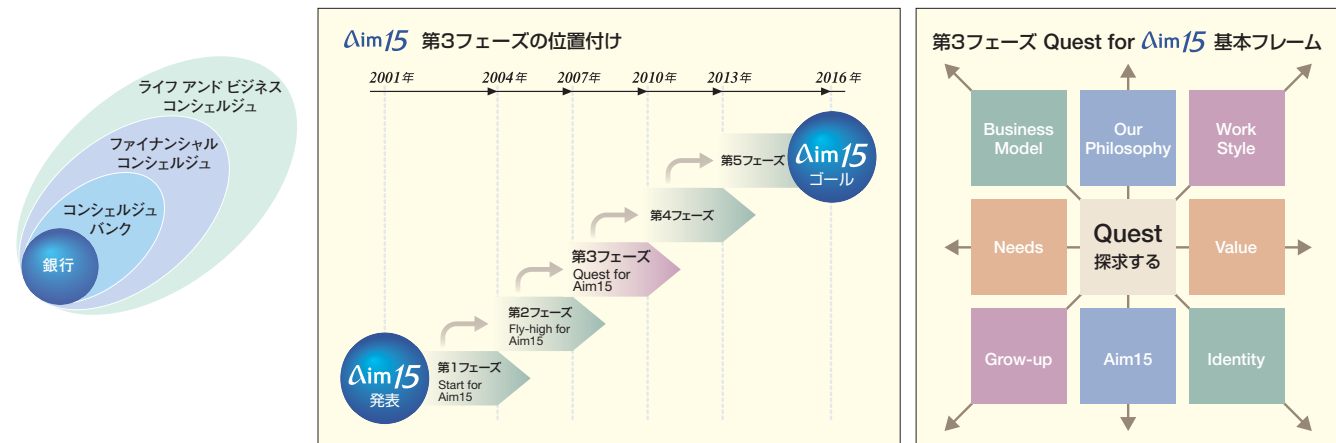 ライフ アンド ビジネス
コンシェルジュ
ファイナンシャル
コンシェルジュ
コンシェルジュ
バンク
銀行
Aim15 第3フェーズの位置付け
2001年 2004年 2007年 2010年 2013年 2016年
Aim15
ゴール
第5フェーズ
第4フェーズ
第3フェーズ
Quest for
Aim15
第2フェーズ
Fly-high for
Aim15
第1フェーズ
Start for
Aim15
Aim15
発表
第3フェーズ Quest for Aim15 基本フレーム
Business
Model
Our
Philosophy
Work
Style
Needs
Quest
探求する
Value
Grow-up
Aim15
Identity